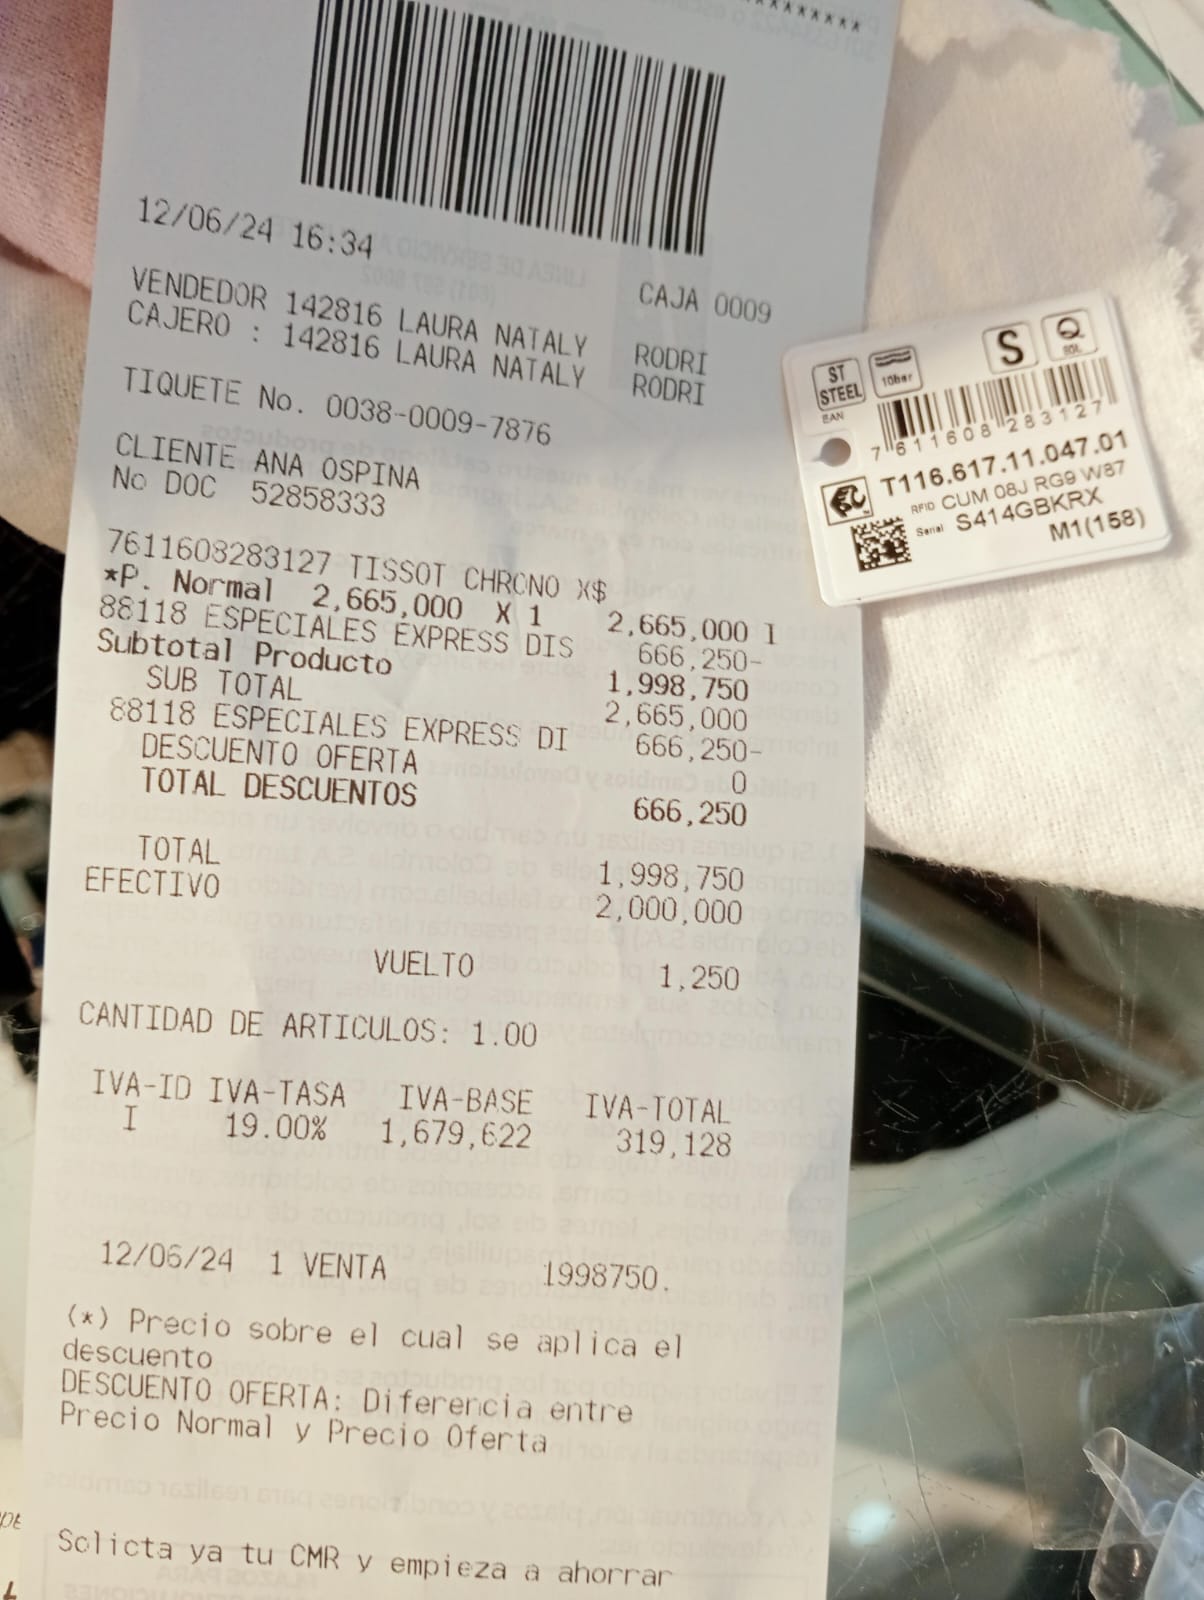 12/06/24 16:34
CAJA 0009
VENDEDOR 142816 LAURA NATALY RODRI
CAJERO : 142816 LAURA NATALY RODRI
TIQUETE No. 0038-0009-7876
CLIENTE ANA OSPINA
No DOC 52858333
7611608283127 TISSOT CHRONO X$
*P. Normal 2,665,000 X 1 2,665,000 I
88118 ESPECIALES EXPRESS DIS 666,250-
Subtotal Producto 1,998,750
SUB TOTAL 2,665,000
88118 ESPECIALES EXPRESS DI 666,250-
DESCUENTO OFERTA 0
TOTAL DESCUENTOS 666,250
TOTAL 1,998,750
EFECTIVO 2,000,000
VUELTO 1,250
CANTIDAD DE ARTICULOS: 1.00
IVA-ID IVA-TASA IVA-BASE IVA-TOTAL
I 19.00% 1,679,622 319,128
12/06/24 1 VENTA 1998750.
(*) Precio sobre el cual se aplica el
descuento
DESCUENTO OFERTA: Diferencia entre
Precio Normal y Precio Oferta
Solicta ya tu CMR y empieza a ahorrar
ST
STEEL
10bar
S
Q
EAN
7 611608 283127
T116.617.11.047.01
RFID CUM 08J RG9 W87
Serial S414GBKRX
M1(158)